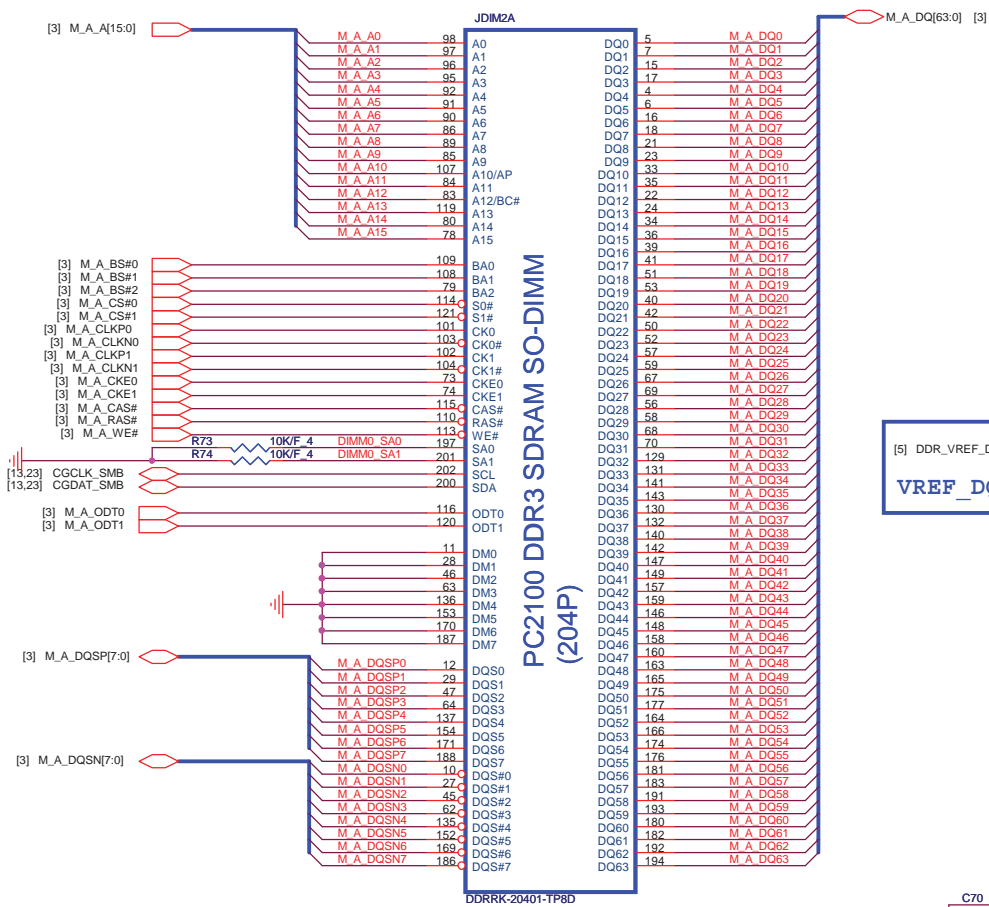 JDIM2A
[3] M_A_A[15:0]
M_A_A0 98 A0
M_A_A1 97 A1
M_A_A2 96 A2
M_A_A3 95 A3
M_A_A4 92 A4
M_A_A5 91 A5
M_A_A6 90 A6
M_A_A7 86 A7
M_A_A8 89 A8
M_A_A9 85 A9
M_A_A10 107 A10/AP
M_A_A11 84 A11
M_A_A12 83 A12/BC#
M_A_A13 119 A13
M_A_A14 80 A14
M_A_A15 78 A15
[3] M_A_BS#0 109 BA0
[3] M_A_BS#1 108 BA1
[3] M_A_BS#2 79 BA2
[3] M_A_CS#0 114 S0#
[3] M_A_CS#1 121 S1#
[3] M_A_CLKP0 101 CK0
[3] M_A_CLKN0 103 CK0#
[3] M_A_CLKP1 102 CK1
[3] M_A_CLKN1 104 CK1#
[3] M_A_CKE0 73 CKE0
[3] M_A_CKE1 74 CKE1
[3] M_A_CAS# 115 CAS#
[3] M_A_RAS# 110 RAS#
[3] M_A_WE# 113 WE#
R73 10K/F_4 DIMM0_SA0 197 SA0
R74 10K/F_4 DIMM0_SA1 201 SA1
[13,23] CGCLK_SMB 202 SCL
[13,23] CGDAT_SMB 200 SDA
[3] M_A_ODT0 116 ODT0
[3] M_A_ODT1 120 ODT1
11 DM0
28 DM1
46 DM2
63 DM3
136 DM4
153 DM5
170 DM6
187 DM7
[3] M_A_DQSP[7:0]
M_A_DQSP0 12 DQS0
M_A_DQSP1 29 DQS1
M_A_DQSP2 47 DQS2
M_A_DQSP3 64 DQS3
M_A_DQSP4 137 DQS4
M_A_DQSP5 154 DQS5
M_A_DQSP6 171 DQS6
M_A_DQSP7 188 DQS7
[3] M_A_DQSN[7:0]
M_A_DQSN0 10 DQS#0
M_A_DQSN1 27 DQS#1
M_A_DQSN2 45 DQS#2
M_A_DQSN3 62 DQS#3
M_A_DQSN4 135 DQS#4
M_A_DQSN5 152 DQS#5
M_A_DQSN6 169 DQS#6
M_A_DQSN7 186 DQS#7
PC2100 DDR3 SDRAM SO-DIMM
(204P)
DDRRK-20401-TP8D
M_A_DQ[63:0] [3]
DQ0 5 M_A_DQ0
DQ1 7 M_A_DQ1
DQ2 15 M_A_DQ2
DQ3 17 M_A_DQ3
DQ4 4 M_A_DQ4
DQ5 6 M_A_DQ5
DQ6 16 M_A_DQ6
DQ7 18 M_A_DQ7
DQ8 21 M_A_DQ8
DQ9 23 M_A_DQ9
DQ10 33 M_A_DQ10
DQ11 35 M_A_DQ11
DQ12 22 M_A_DQ12
DQ13 24 M_A_DQ13
DQ14 34 M_A_DQ14
DQ15 36 M_A_DQ15
DQ16 39 M_A_DQ16
DQ17 41 M_A_DQ17
DQ18 51 M_A_DQ18
DQ19 53 M_A_DQ19
DQ20 40 M_A_DQ20
DQ21 42 M_A_DQ21
DQ22 50 M_A_DQ22
DQ23 52 M_A_DQ23
DQ24 57 M_A_DQ24
DQ25 59 M_A_DQ25
DQ26 67 M_A_DQ26
DQ27 69 M_A_DQ27
DQ28 56 M_A_DQ28
DQ29 58 M_A_DQ29
DQ30 68 M_A_DQ30
DQ31 70 M_A_DQ31
DQ32 129 M_A_DQ32
DQ33 131 M_A_DQ33
DQ34 141 M_A_DQ34
DQ35 143 M_A_DQ35
DQ36 130 M_A_DQ36
DQ37 132 M_A_DQ37
DQ38 140 M_A_DQ38
DQ39 142 M_A_DQ39
DQ40 147 M_A_DQ40
DQ41 149 M_A_DQ41
DQ42 157 M_A_DQ42
DQ43 159 M_A_DQ43
DQ44 146 M_A_DQ44
DQ45 148 M_A_DQ45
DQ46 158 M_A_DQ46
DQ47 160 M_A_DQ47
DQ48 163 M_A_DQ48
DQ49 165 M_A_DQ49
DQ50 175 M_A_DQ50
DQ51 177 M_A_DQ51
DQ52 164 M_A_DQ52
DQ53 166 M_A_DQ53
DQ54 174 M_A_DQ54
DQ55 176 M_A_DQ55
DQ56 181 M_A_DQ56
DQ57 183 M_A_DQ57
DQ58 191 M_A_DQ58
DQ59 193 M_A_DQ59
DQ60 180 M_A_DQ60
DQ61 182 M_A_DQ61
DQ62 192 M_A_DQ62
DQ63 194 M_A_DQ63
[5] DDR_VREF_D
VREF_DQ
C70